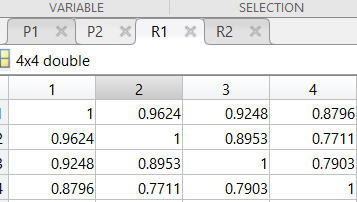 VARIABLE SELECTION
P1 P2 R1 R2
4x4 double
1 2 3 4
1 1 0.9624 0.9248 0.8796
2 0.9624 1 0.8953 0.7711
3 0.9248 0.8953 1 0.7903
4 0.8796 0.7711 0.7903 1